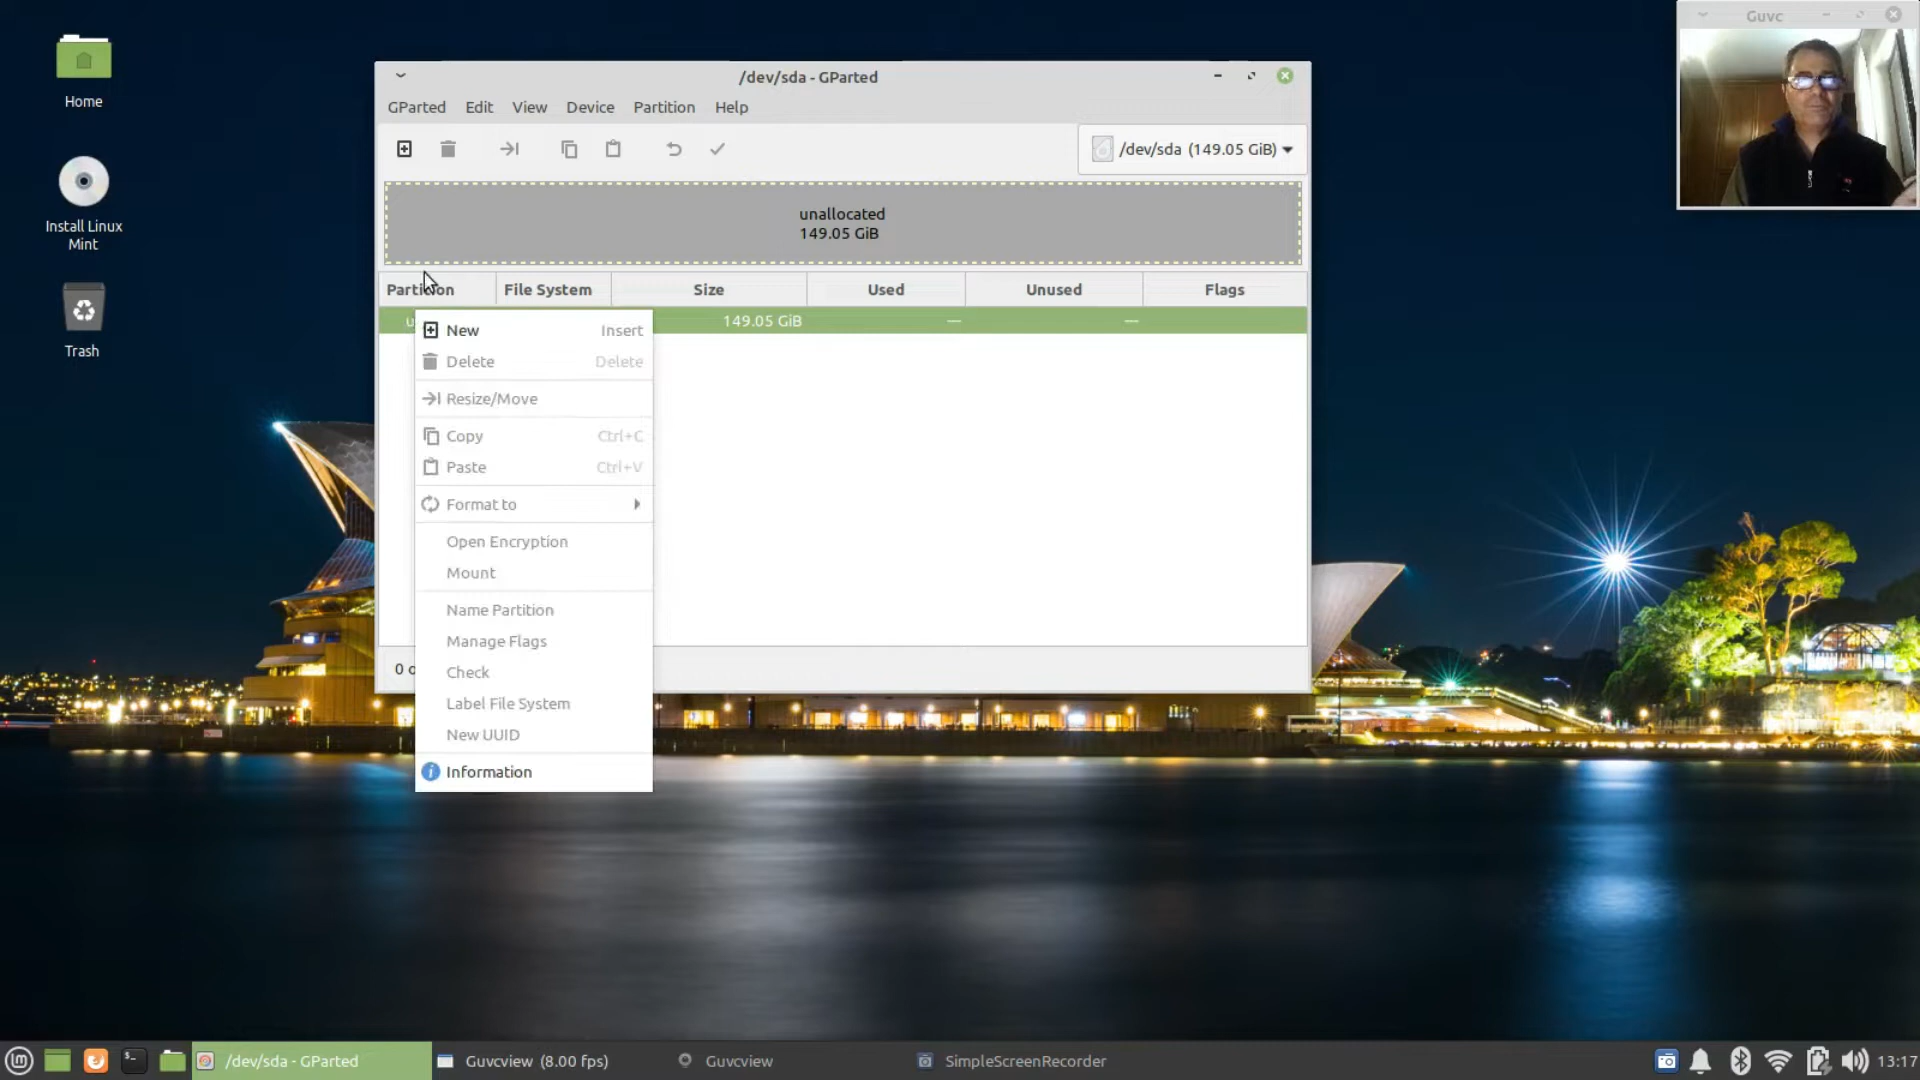 Home
Install Linux
Mint
Trash
/dev/sda - GParted
GParted Edit View Device Partition Help
/dev/sda (149.05 GiB)
unallocated
149.05 GiB
Partition File System Size Used Unused Flags
149.05 GiB — —
New Insert
Delete Delete
Resize/Move
Copy Ctrl+C
Paste Ctrl+V
Format to
Open Encryption
Mount
Name Partition
Manage Flags
Check
Label File System
New UUID
Information
Guvc
/dev/sda - GParted Guvcview (8.00 fps) Guvcview SimpleScreenRecorder 13:17